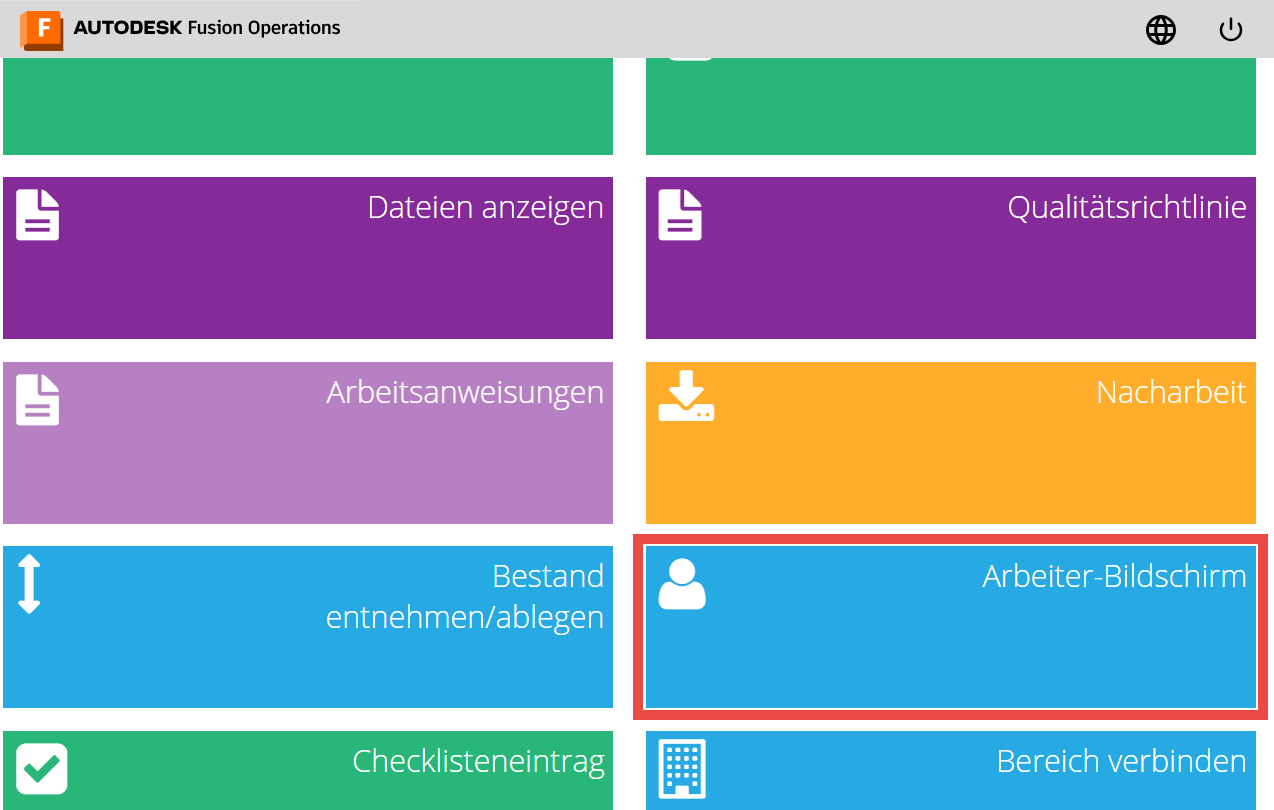 F AUTODESK Fusion Operations
Dateien anzeigen
Qualitätsrichtlinie
Arbeitsanweisungen
Nacharbeit
Bestand
entnehmen/ablegen
Arbeiter-Bildschirm
Checklisteneintrag
Bereich verbinden